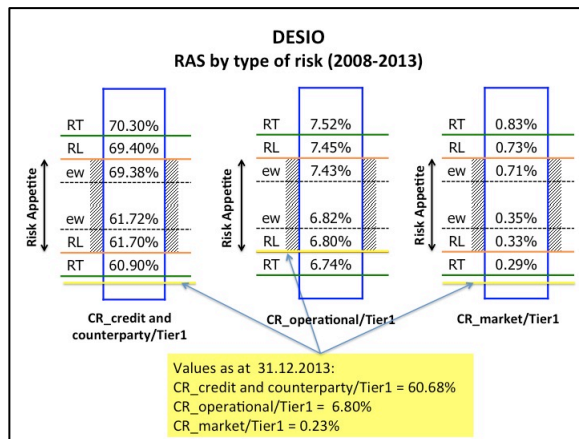 DESIO
RAS by type of risk (2008-2013)
RT 70.30%
RL 69.40%
ew 69.38%
ew 61.72%
RL 61.70%
RT 60.90%
Risk Appetite
CR_credit and
counterparty/Tier1
RT 7.52%
RL 7.45%
ew 7.43%
ew 6.82%
RL 6.80%
RT 6.74%
Risk Appetite
CR_operational/Tier1
RT 0.83%
RL 0.73%
ew 0.71%
ew 0.35%
RL 0.33%
RT 0.29%
Risk Appetite
CR_market/Tier1
Values as at 31.12.2013:
CR_credit and counterparty/Tier1 = 60.68%
CR_operational/Tier1 = 6.80%
CR_market/Tier1 = 0.23%